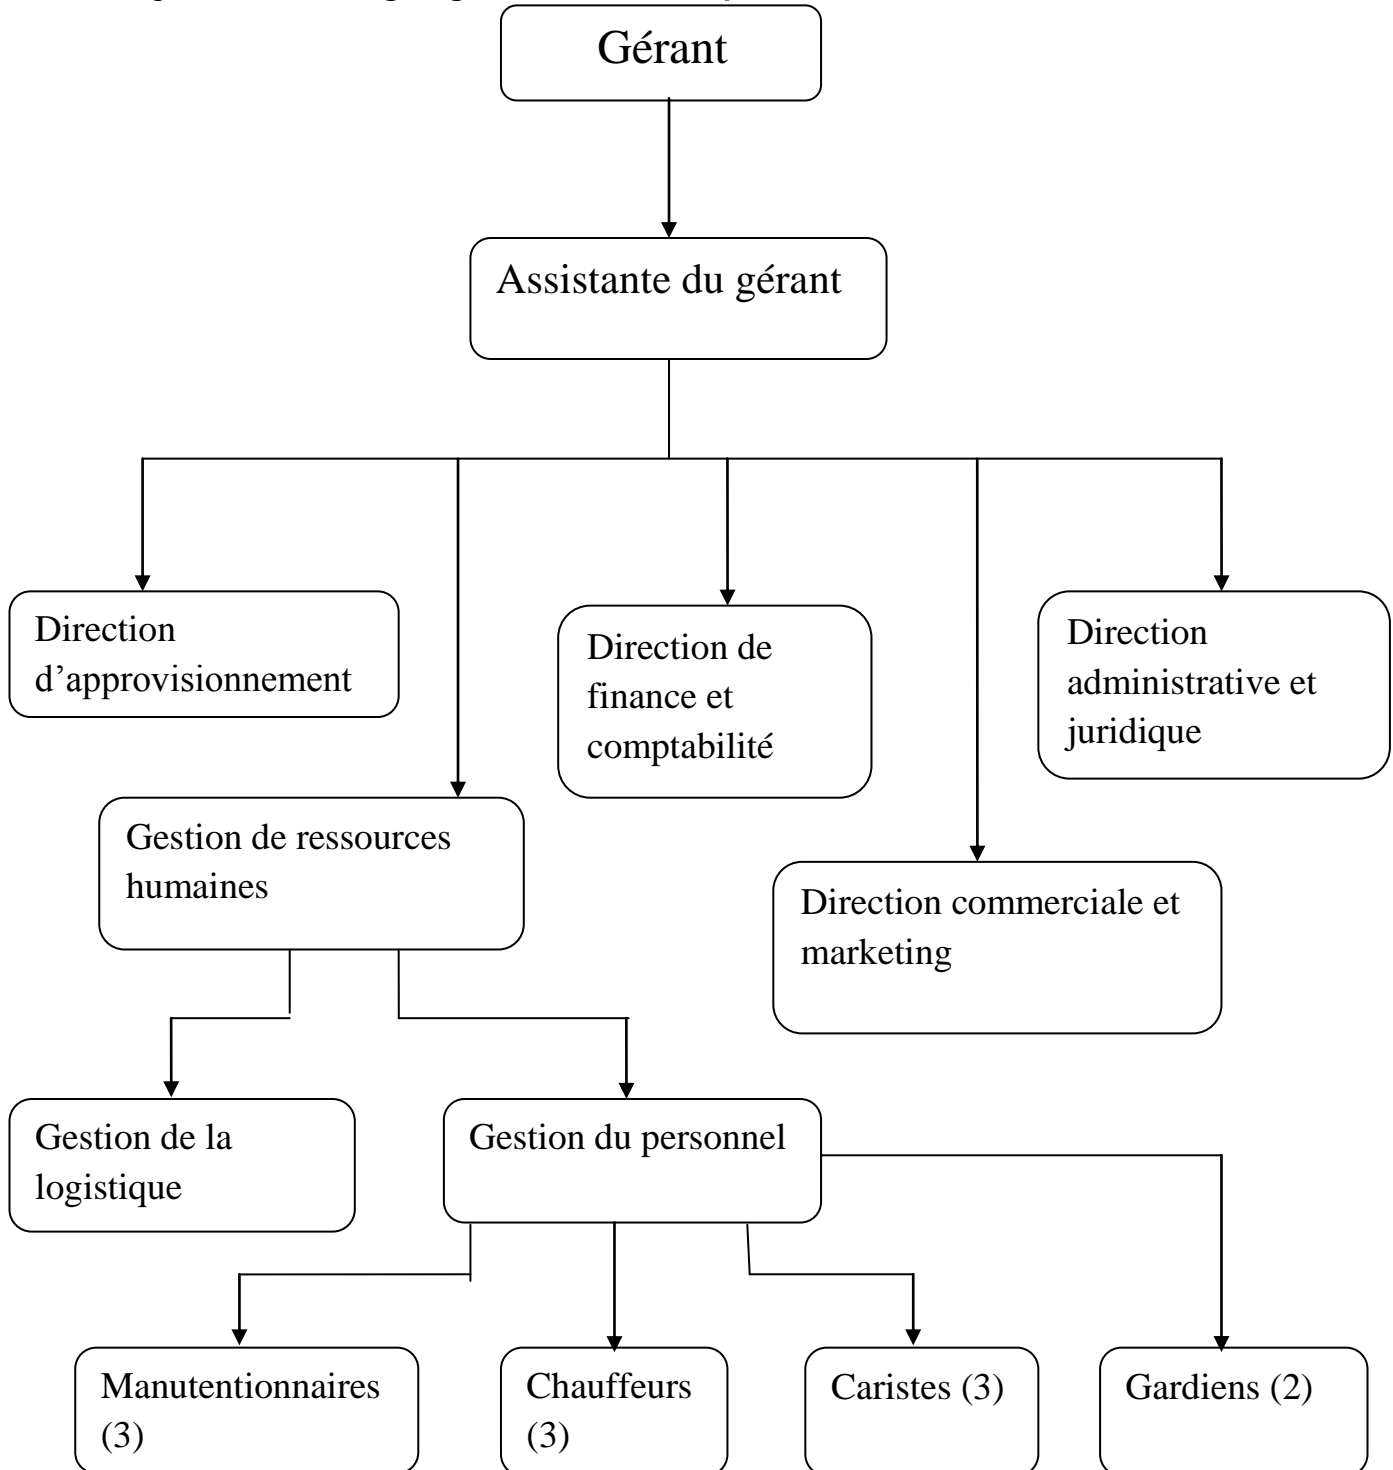 Gérant
Assistante du gérant
Direction
d’approvisionnement
Direction de
finance et
comptabilité
Direction
administrative et
juridique
Gestion de ressources
humaines
Direction commerciale et
marketing
Gestion de la
logistique
Gestion du personnel
Manutentionnaires
(3)
Chauffeurs
(3)
Caristes (3)
Gardiens (2)